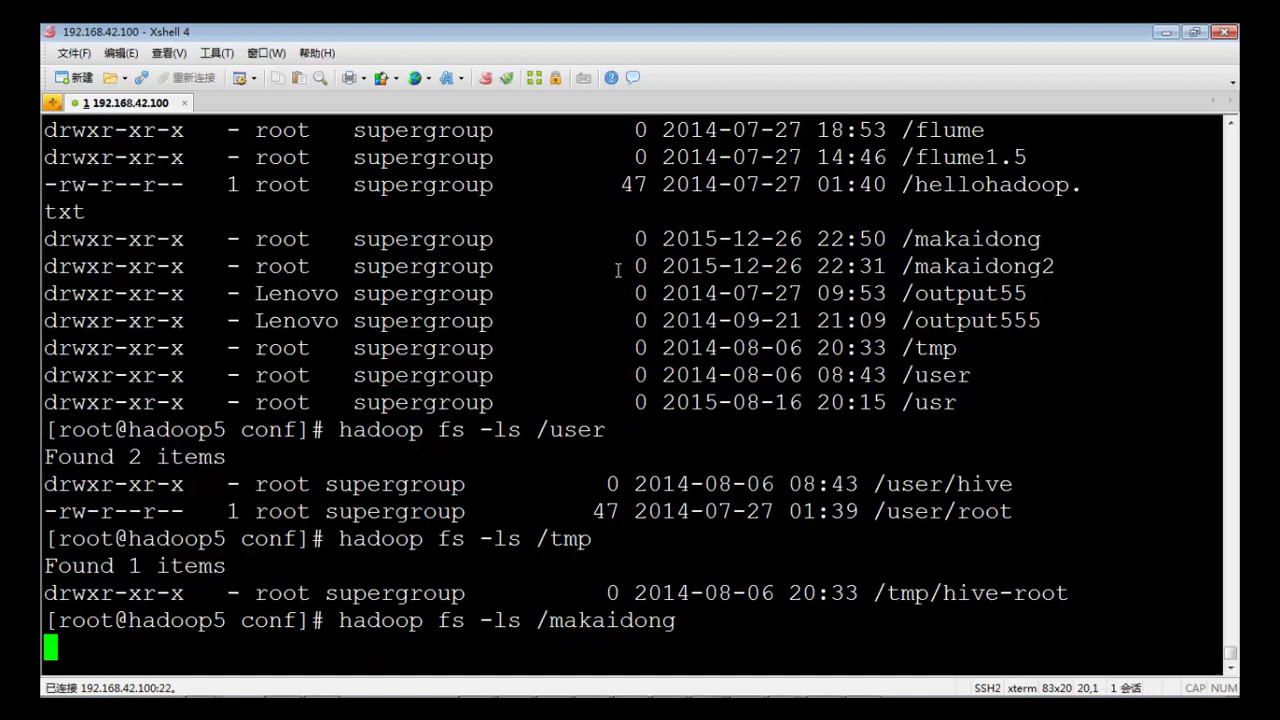 192.168.42.100 - Xshell 4
文件(F) 编辑(E) 查看(V) 工具(T) 窗口(W) 帮助(H)
新建 重新连接
1 192.168.42.100
drwxr-xr-x - root supergroup 0 2014-07-27 18:53 /flume
drwxr-xr-x - root supergroup 0 2014-07-27 14:46 /flume1.5
-rw-r--r-- 1 root supergroup 47 2014-07-27 01:40 /hellohadoop.
txt
drwxr-xr-x - root supergroup 0 2015-12-26 22:50 /makaidong
drwxr-xr-x - root supergroup 0 2015-12-26 22:31 /makaidong2
drwxr-xr-x - Lenovo supergroup 0 2014-07-27 09:53 /output55
drwxr-xr-x - Lenovo supergroup 0 2014-09-21 21:09 /output555
drwxr-xr-x - root supergroup 0 2014-08-06 20:33 /tmp
drwxr-xr-x - root supergroup 0 2014-08-06 08:43 /user
drwxr-xr-x - root supergroup 0 2015-08-16 20:15 /usr
[root@hadoop5 conf]# hadoop fs -ls /user
Found 2 items
drwxr-xr-x - root supergroup 0 2014-08-06 08:43 /user/hive
-rw-r--r-- 1 root supergroup 47 2014-07-27 01:39 /user/root
[root@hadoop5 conf]# hadoop fs -ls /tmp
Found 1 items
drwxr-xr-x - root supergroup 0 2014-08-06 20:33 /tmp/hive-root
[root@hadoop5 conf]# hadoop fs -ls /makaidong
已连接 192.168.42.100:22。 SSH2 xterm 83x20 20,1 1 会话 CAP NUM